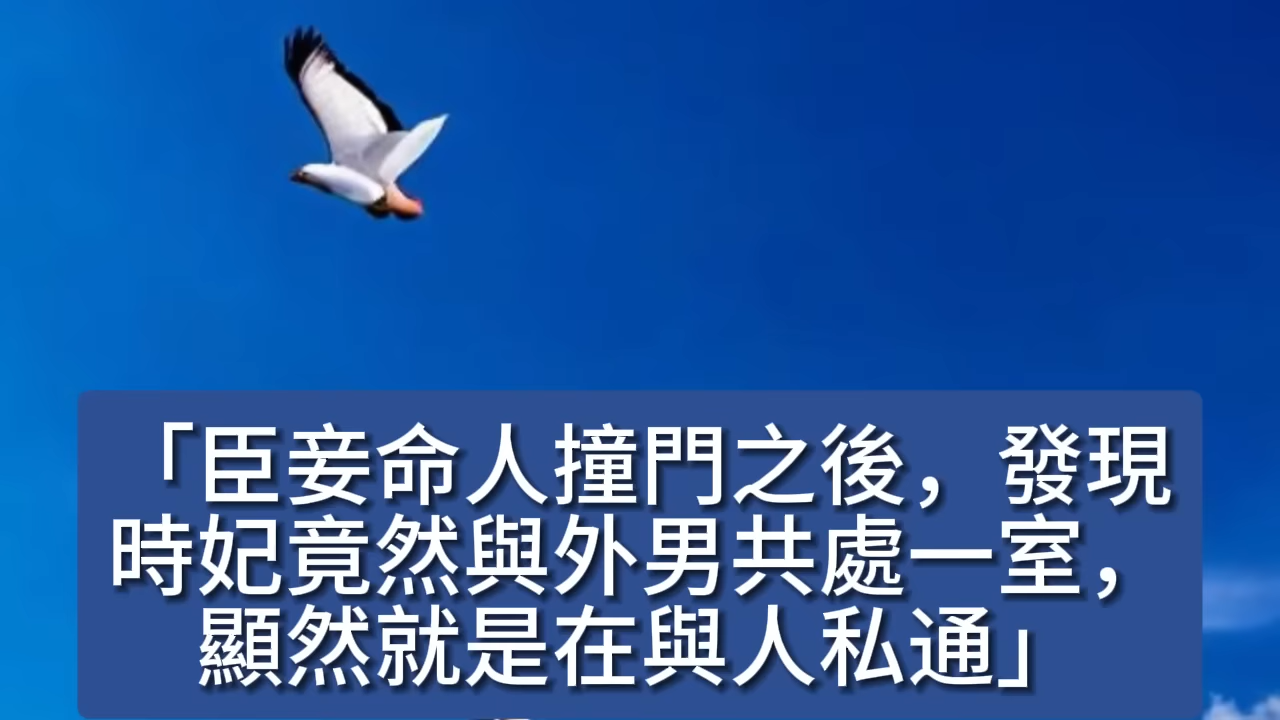 「臣妾命人撞門之後，發現
時妃竟然與外男共處一室，
顯然就是在與人私通」